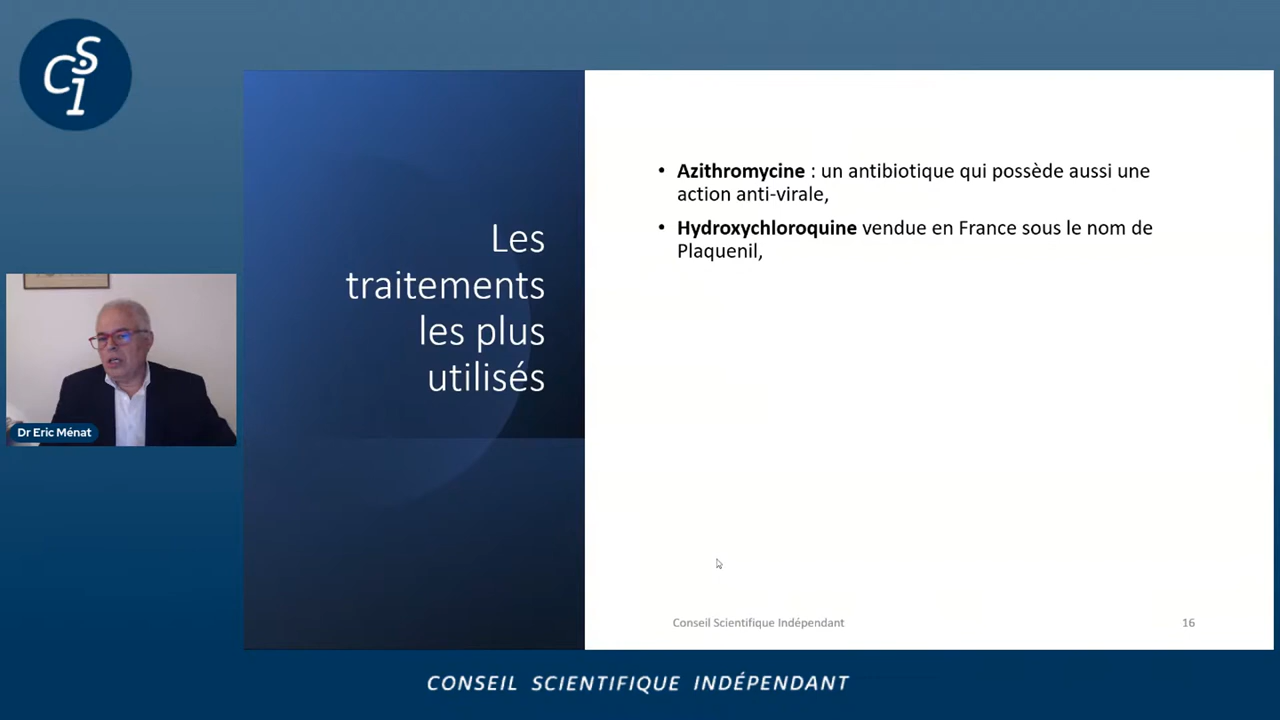 CSI
Les
traitements
les plus
utilisés
• Azithromycine : un antibiotique qui possède aussi une
action anti-virale,
• Hydroxychloroquine vendue en France sous le nom de
Plaquenil,
Dr Eric Ménat
Conseil Scientifique Indépendant
16
CONSEIL SCIENTIFIQUE INDÉPENDANT